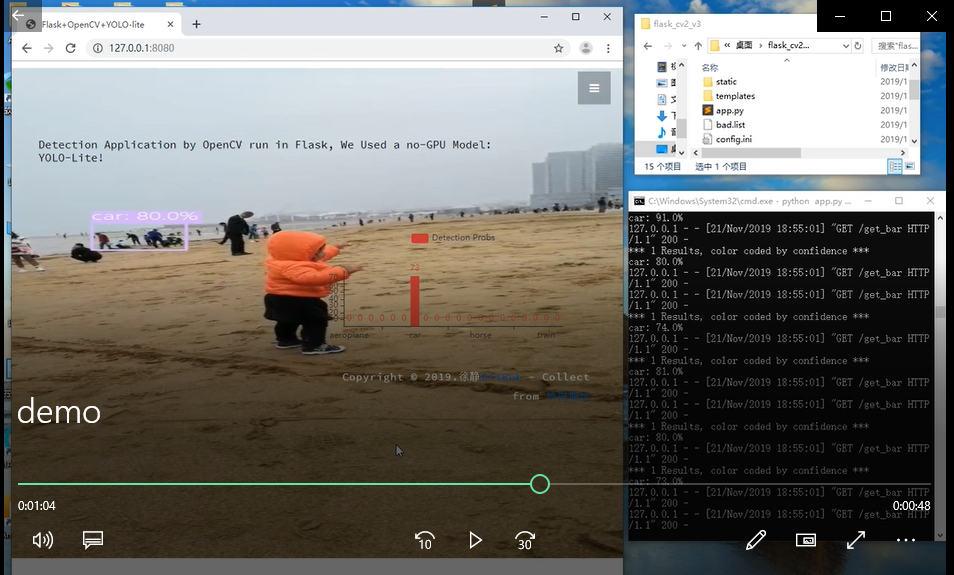 Flask+OpenCV+YOLO-lite
127.0.0.1:8080
Detection Application by OpenCV run in Flask, We Used a no-GPU Model:
YOLO-Lite!
car: 80.0%
Detection Probs
73
0 0 0 0 0 0
0 0 0 0 0 0 0 0 0 0 0 0 0
aeroplane car horse train
Copyright © 2019.徐静 - Collect
from
demo
0:01:04
0:00:48
10
30
flask_cv2_v3
« 桌面 › flask_cv2...
搜索"flas...
名称
修改日期
static 2019/1
templates 2019/1
app.py 2019/1
bad.list 2019/1
config.ini 2019/1
15 个项目 选中 1 个项目
C:\Windows\System32\cmd.exe - python app.py ...
car: 91.0%
127.0.0.1 - - [21/Nov/2019 18:55:01] "GET /get_bar HTTP
/1.1" 200 -
*** 1 Results, color coded by confidence ***
car: 80.0%
127.0.0.1 - - [21/Nov/2019 18:55:01] "GET /get_bar HTTP
/1.1" 200 -
127.0.0.1 - - [21/Nov/2019 18:55:01] "GET /get_bar HTTP
/1.1" 200 -
*** 1 Results, color coded by confidence ***
car: 74.0%
127.0.0.1 - - [21/Nov/2019 18:55:01] "GET /get_bar HTTP
/1.1" 200 -
*** 1 Results, color coded by confidence ***
car: 81.0%
127.0.0.1 - - [21/Nov/2019 18:55:01] "GET /get_bar HTTP
/1.1" 200 -
127.0.0.1 - - [21/Nov/2019 18:55:01] "GET /get_bar HTTP
/1.1" 200 -
*** 1 Results, color coded by confidence ***
car: 80.0%
127.0.0.1 - - [21/Nov/2019 18:55:01] "GET /get_bar HTTP
/1.1" 200 -
*** 1 Results, color coded by confidence ***
car: 73.0%
127.0.0.1 - - [21/Nov/2019 18:55:01] "GET /get_bar HTTP
/1.1" 200 -
127.0.0.1 - - [21/Nov/2019 18:55:01] "GET /get_bar HTTP
/1.1" 200 -